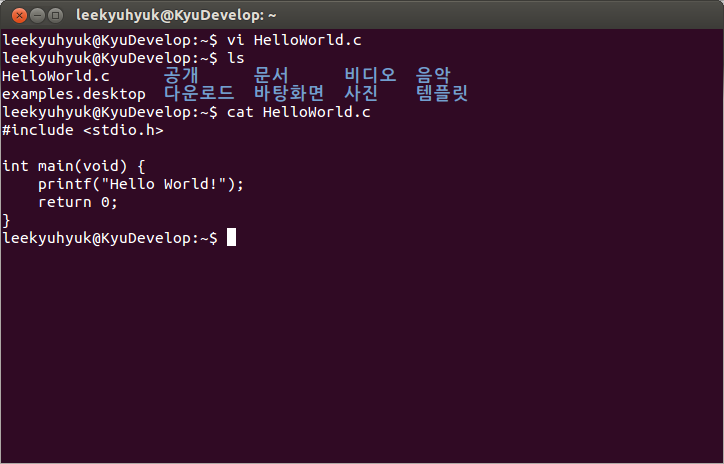 leekyuhyuk@KyuDevelop: ~
leekyuhyuk@KyuDevelop:~$ vi HelloWorld.c
leekyuhyuk@KyuDevelop:~$ ls
HelloWorld.c      공개      문서      비디오  음악
examples.desktop  다운로드  바탕화면  사진    템플릿
leekyuhyuk@KyuDevelop:~$ cat HelloWorld.c
#include <stdio.h>

int main(void) {
    printf("Hello World!");
    return 0;
}
leekyuhyuk@KyuDevelop:~$